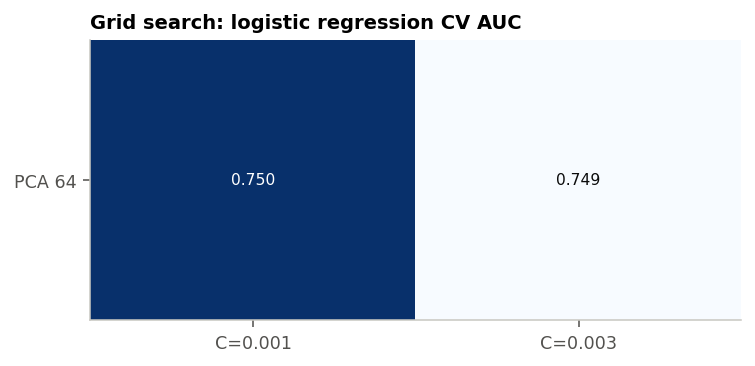 Grid search: logistic regression CV AUC
PCA 64
0.750
0.749
C=0.001
C=0.003